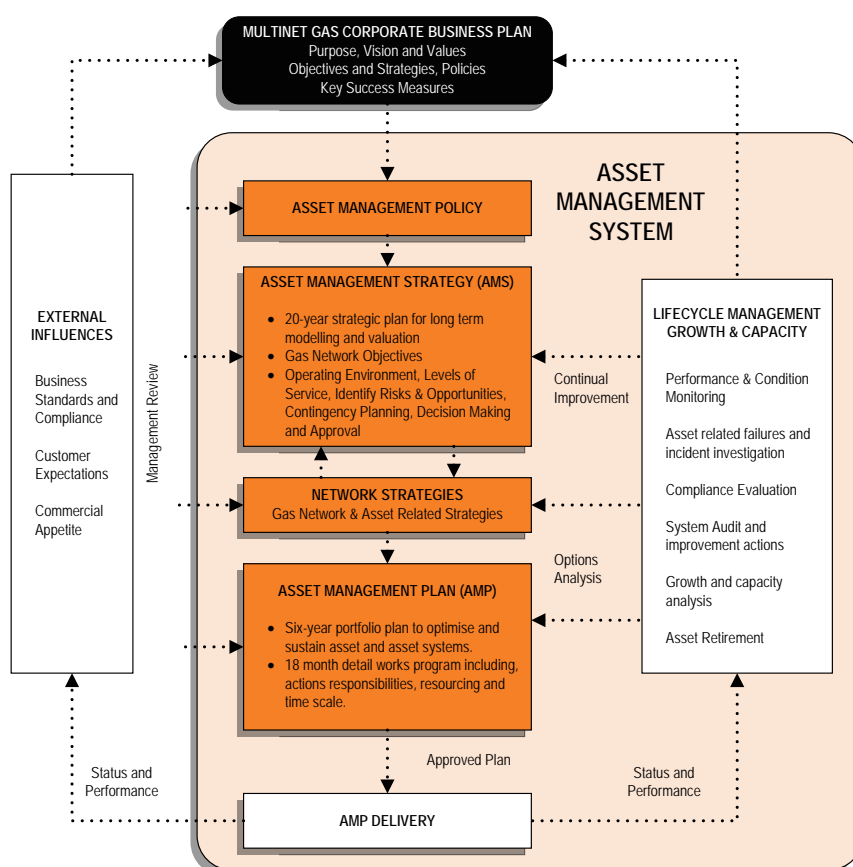 MULTINET GAS CORPORATE BUSINESS PLAN
Purpose, Vision and Values
Objectives and Strategies, Policies
Key Success Measures
ASSET
MANAGEMENT
SYSTEM
ASSET MANAGEMENT POLICY
ASSET MANAGEMENT STRATEGY (AMS)
• 20-year strategic plan for long term
modelling and valuation
• Gas Network Objectives
• Operating Environment, Levels of
Service, Identify Risks & Opportunities,
Contingency Planning, Decision Making
and Approval
EXTERNAL
INFLUENCES
Business
Standards and
Compliance
Customer
Expectations
Commercial
Appetite
Management Review
LIFECYCLE MANAGEMENT
GROWTH & CAPACITY
Performance & Condition
Monitoring
Asset related failures and
incident investigation
Compliance Evaluation
System Audit and
improvement actions
Growth and capacity
analysis
Asset Retirement
Continual
Improvement
NETWORK STRATEGIES
Gas Network & Asset Related Strategies
Options
Analysis
ASSET MANAGEMENT PLAN (AMP)
• Six-year portfolio plan to optimise and
sustain asset and asset systems.
• 18 month detail works program including,
actions responsibilities, resourcing and
time scale.
Approved Plan
Status and
Performance
Status and
Performance
AMP DELIVERY